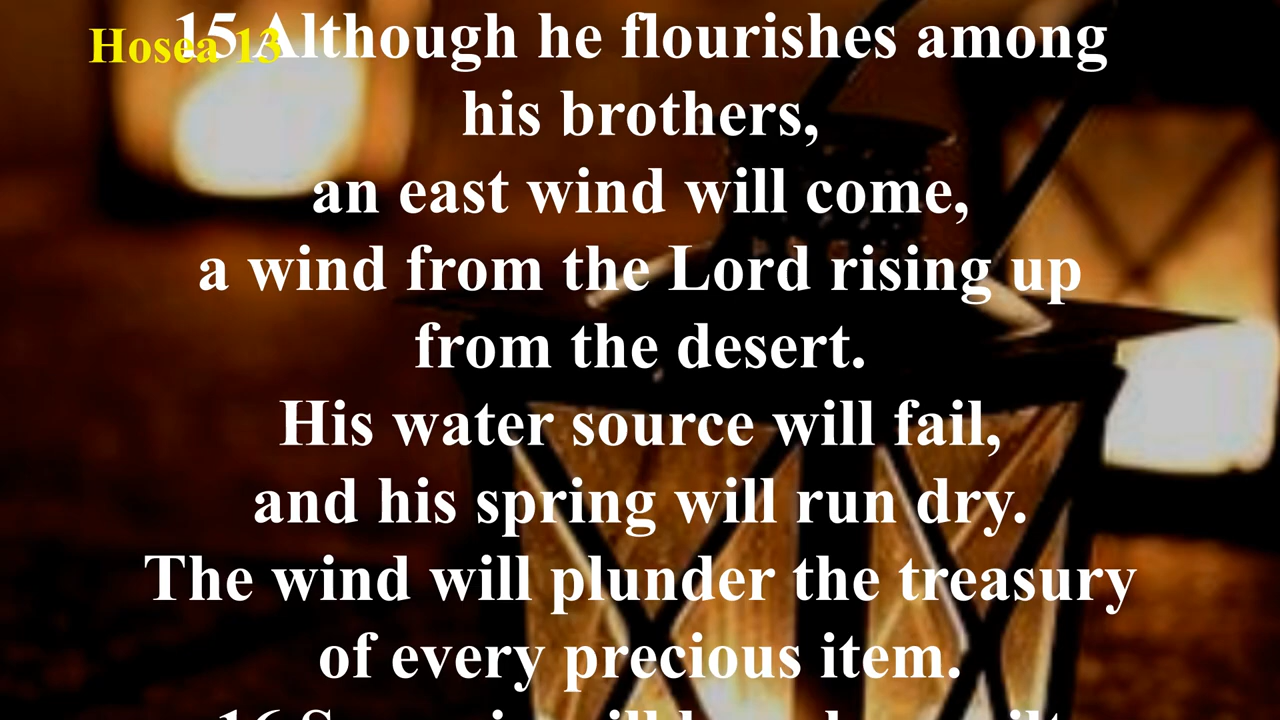 Hosea 13
15 Although he flourishes among
his brothers,
an east wind will come,
a wind from the Lord rising up
from the desert.
His water source will fail,
and his spring will run dry.
The wind will plunder the treasury
of every precious item.
16